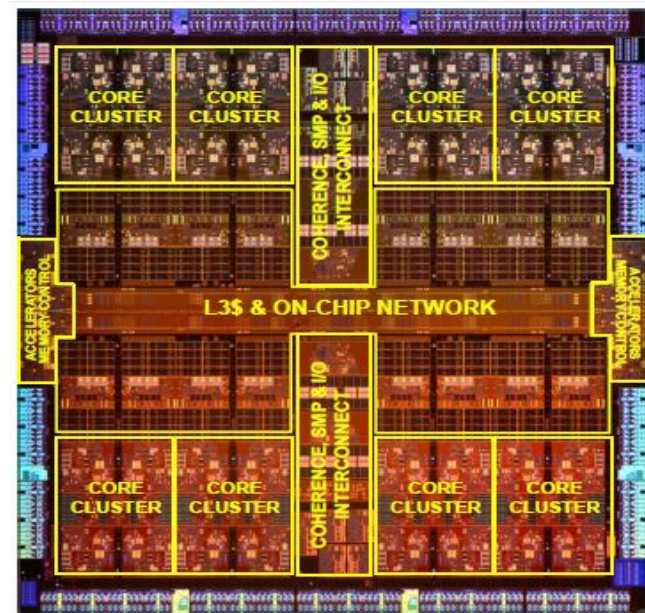 CORE
CLUSTER
CORE
CLUSTER
COHERENCE, SMP & I/O
INTERCONNECT
CORE
CLUSTER
CORE
CLUSTER
ACCELERATORS
MEMORY CONTROL
L3$ & ON-CHIP NETWORK
ACCELERATORS
MEMORY CONTROL
CORE
CLUSTER
CORE
CLUSTER
COHERENCE, SMP & I/O
INTERCONNECT
CORE
CLUSTER
CORE
CLUSTER